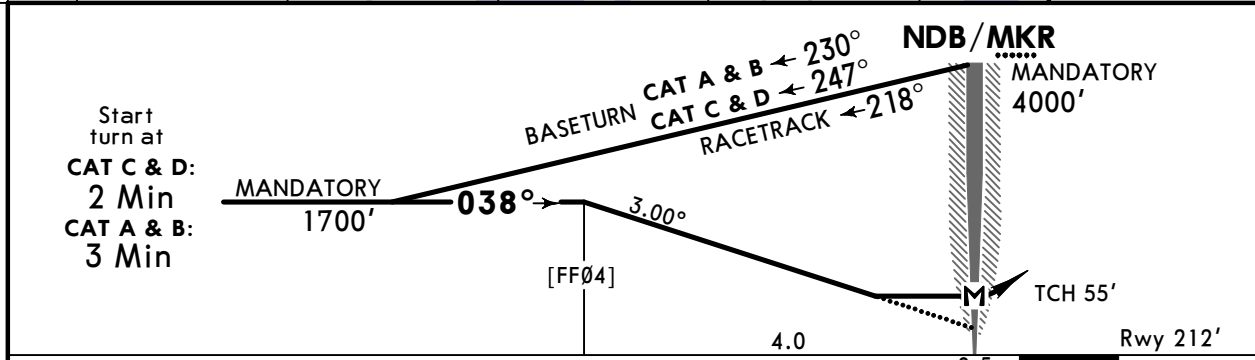 NDB/MKR
MANDATORY
4000'
BASETURN CAT A & B ← 230°
CAT C & D ← 247°
RACETRACK ← 218°
Start
turn at
CAT C & D:
2 Min
CAT A & B:
3 Min
MANDATORY
1700'
038° →
3.00°
[FF04]
M
TCH 55'
4.0
Rwy 212'